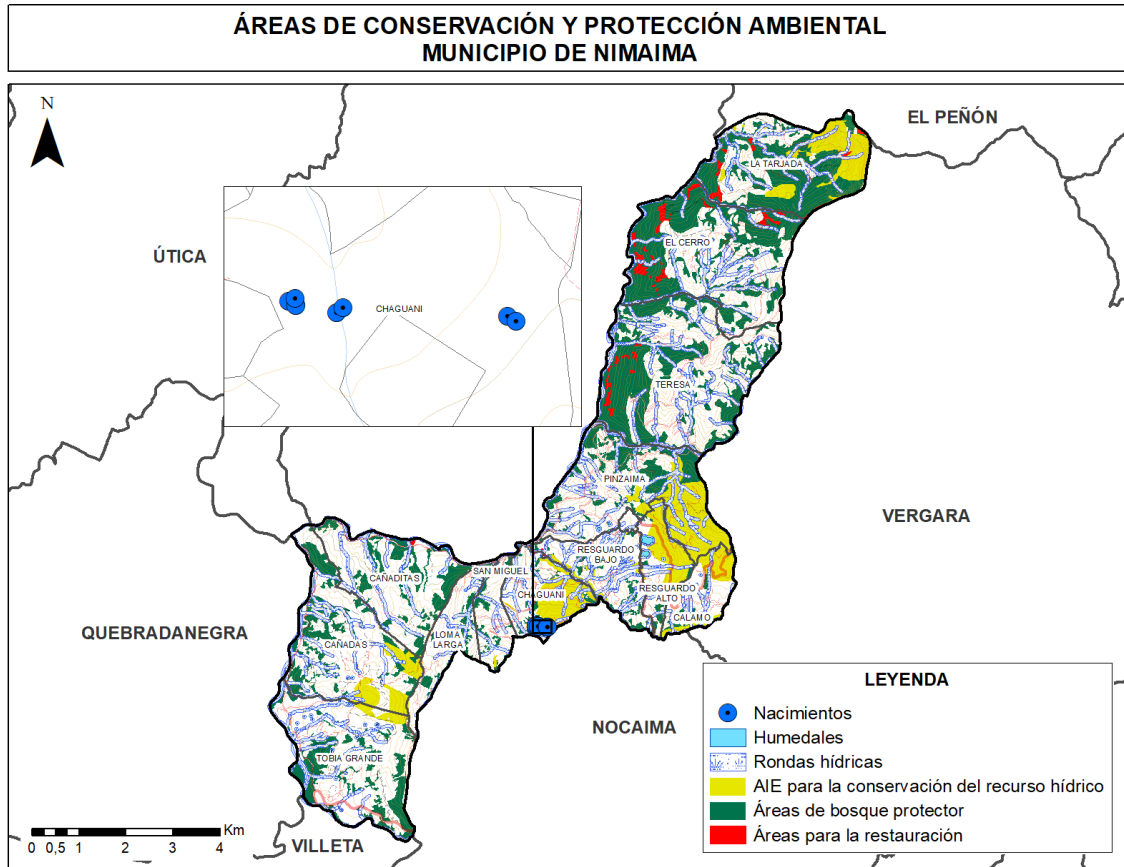 ÁREAS DE CONSERVACIÓN Y PROTECCIÓN AMBIENTAL
MUNICIPIO DE NIMAIMA
N
EL PEÑÓN
LA TARJADA
EL CERRO
ÚTICA
CHAGUANI
TERESA
PINZAIMA
VERGARA
RESGUARDO
BAJO
SAN MIGUEL
CAÑADITAS
CHAGUANI
RESGUARDO
ALTO
CALAMO
QUEBRADANEGRA
LOMA
LARGA
CAÑADAS
NOCAIMA
TOBIA GRANDE
VILLETA
LEYENDA
Nacimientos
Humedales
Rondas hídricas
AIE para la conservación del recurso hídrico
Áreas de bosque protector
Áreas para la restauración
Km
0 0,5 1 2 3 4